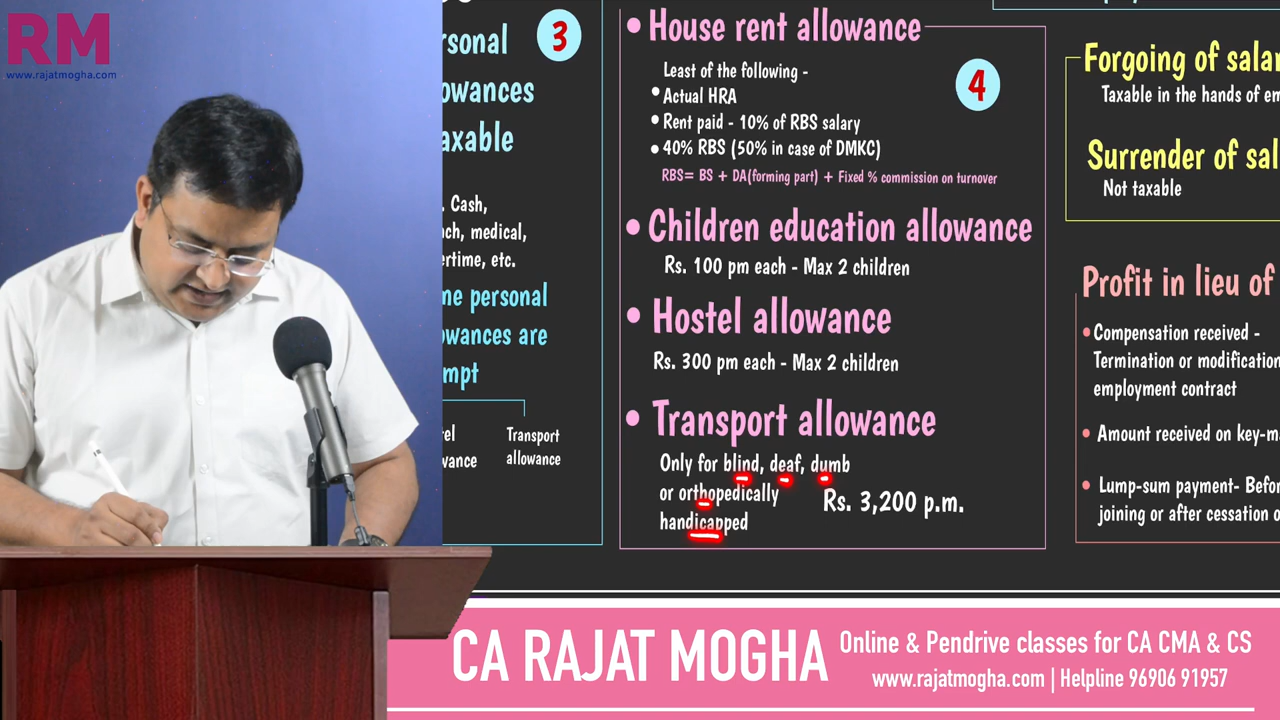 RM
www.rajatmogha.com
rsonal
owances
axable
3
. Cash,
ch, medical,
ertime, etc.
me personal
owances are
mpt
tel
wance
Transport
allowance
• House rent allowance
Least of the following -
• Actual HRA
• Rent paid - 10% of RBS salary
• 40% RBS (50% in case of DMKC)
RBS= BS + DA(forming part) + Fixed % commission on turnover
4
• Children education allowance
Rs. 100 pm each - Max 2 children
• Hostel allowance
Rs. 300 pm each - Max 2 children
• Transport allowance
Only for blind, deaf, dumb
or orthopedically
handicapped
Rs. 3,200 p.m.
Forgoing of salar
Taxable in the hands of em
Surrender of sal
Not taxable
Profit in lieu of
• Compensation received -
Termination or modification
employment contract
• Amount received on key-m
• Lump-sum payment- Befo
joining or after cessation o
CA RAJAT MOGHA
Online & Pendrive classes for CA CMA & CS
www.rajatmogha.com | Helpline 96906 91957